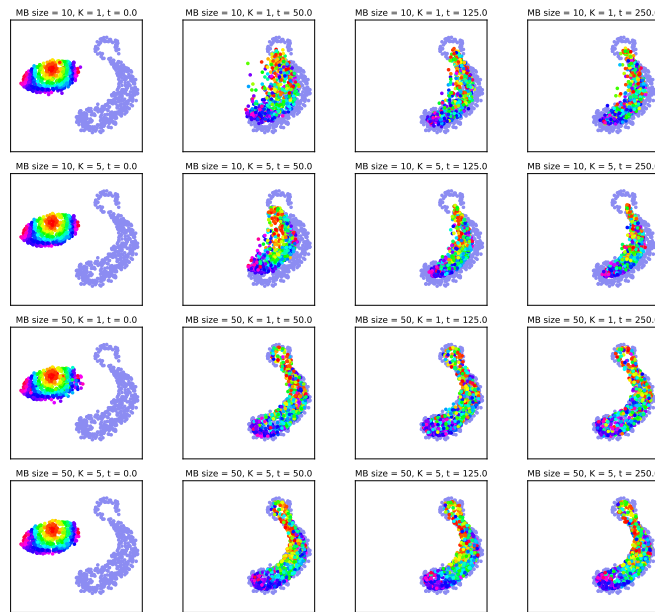 MB size = 10, K = 1, t = 0.0
MB size = 10, K = 1, t = 50.0
MB size = 10, K = 1, t = 125.0
MB size = 10, K = 1, t = 250.
MB size = 10, K = 5, t = 0.0
MB size = 10, K = 5, t = 50.0
MB size = 10, K = 5, t = 125.0
MB size = 10, K = 5, t = 250.
MB size = 50, K = 1, t = 0.0
MB size = 50, K = 1, t = 50.0
MB size = 50, K = 1, t = 125.0
MB size = 50, K = 1, t = 250.
MB size = 50, K = 5, t = 0.0
MB size = 50, K = 5, t = 50.0
MB size = 50, K = 5, t = 125.0
MB size = 50, K = 5, t = 250.